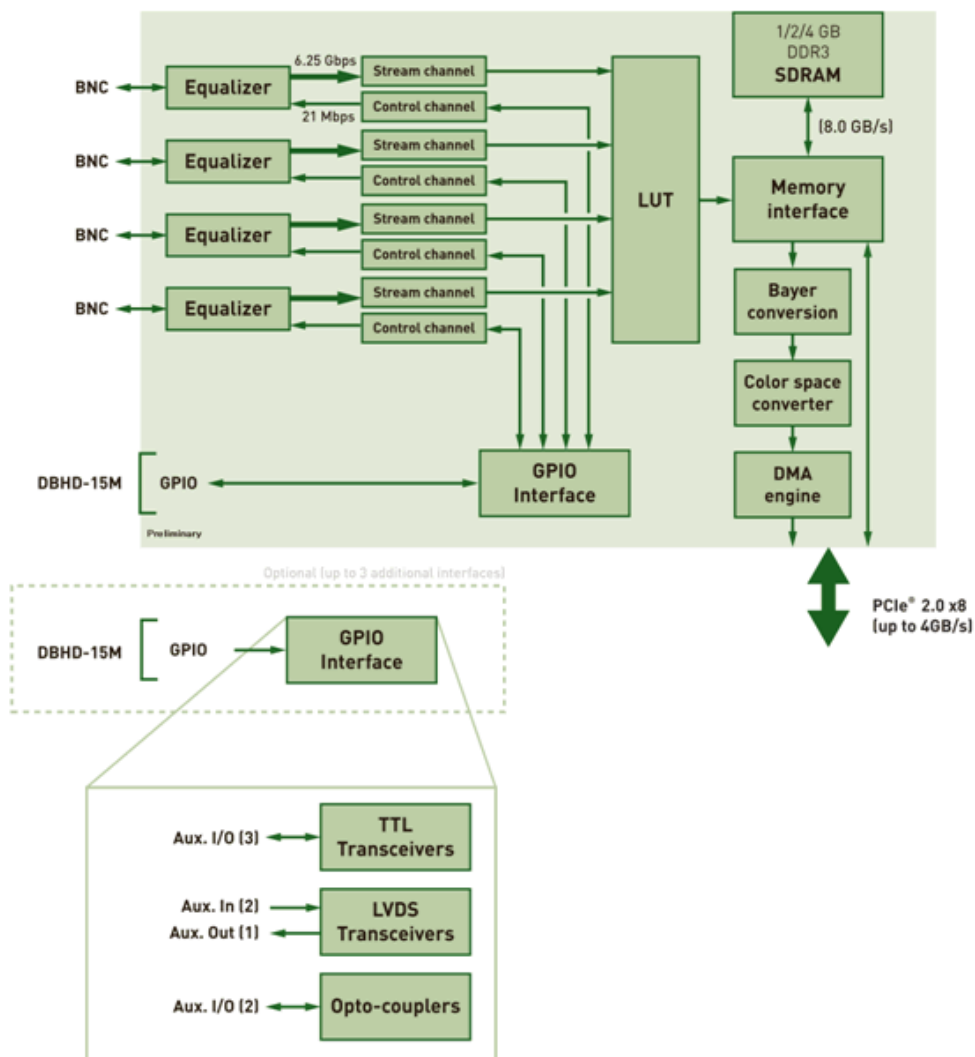 1/2/4 GB
DDR3
SDRAM
6.25 Gbps
BNC
Equalizer
Stream channel
21 Mbps
Control channel
(8.0 GB/s)
BNC
Equalizer
Stream channel
Control channel
LUT
Memory
interface
BNC
Equalizer
Stream channel
Control channel
BNC
Equalizer
Stream channel
Control channel
Bayer
conversion
Color space
converter
DBHD-15M
GPIO
GPIO
Interface
DMA
engine
Preliminary
PCIe® 2.0 x8
(up to 4GB/s)
Optional (up to 3 additional interfaces)
DBHD-15M
GPIO
GPIO
Interface
Aux. I/O (3)
TTL
Transceivers
Aux. In (2)
Aux. Out (1)
LVDS
Transceivers
Aux. I/O (2)
Opto-couplers